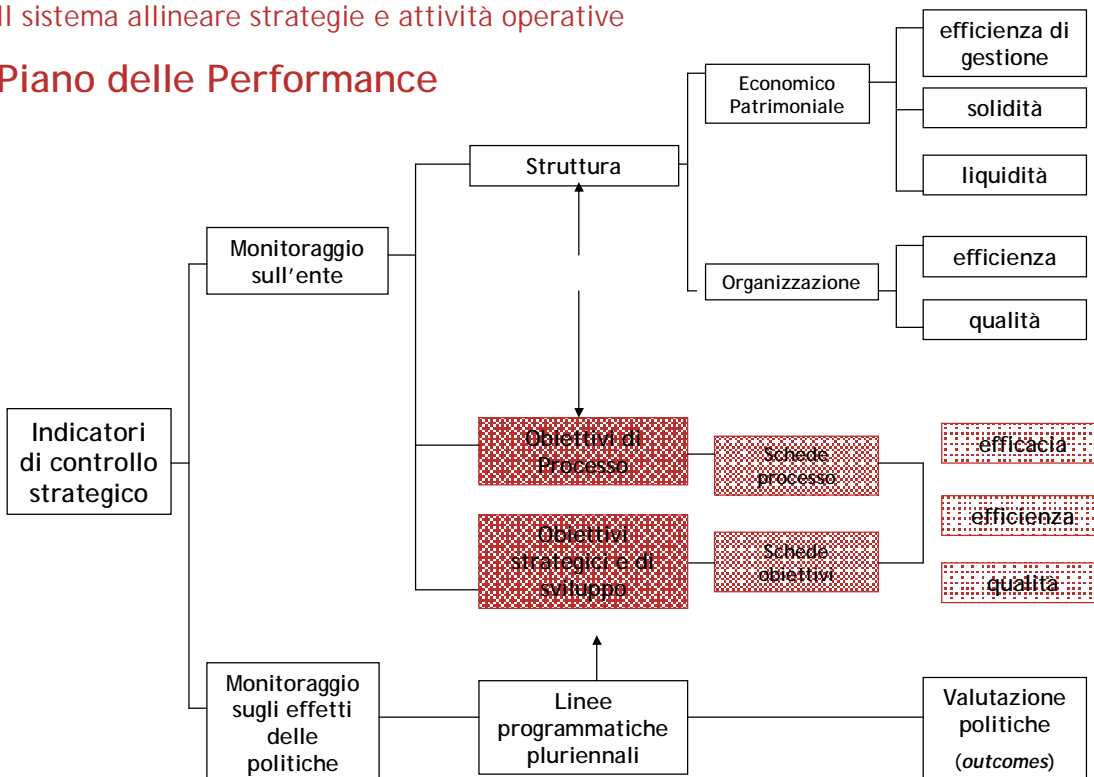 Il sistema allineare strategie e attività operative
Piano delle Performance
efficienza di
gestione
Economico
Patrimoniale
solidità
Struttura
liquidità
Monitoraggio
sull'ente
efficienza
Organizzazione
qualità
Indicatori
di controllo
strategico
Obiettivi di
Processo
Schede
processo
efficacia
efficienza
Obiettivi
strategici e di
sviluppo
Schede
obiettivi
qualità
Monitoraggio
sugli effetti
delle
politiche
Linee
programmatiche
pluriennali
Valutazione
politiche
(outcomes)